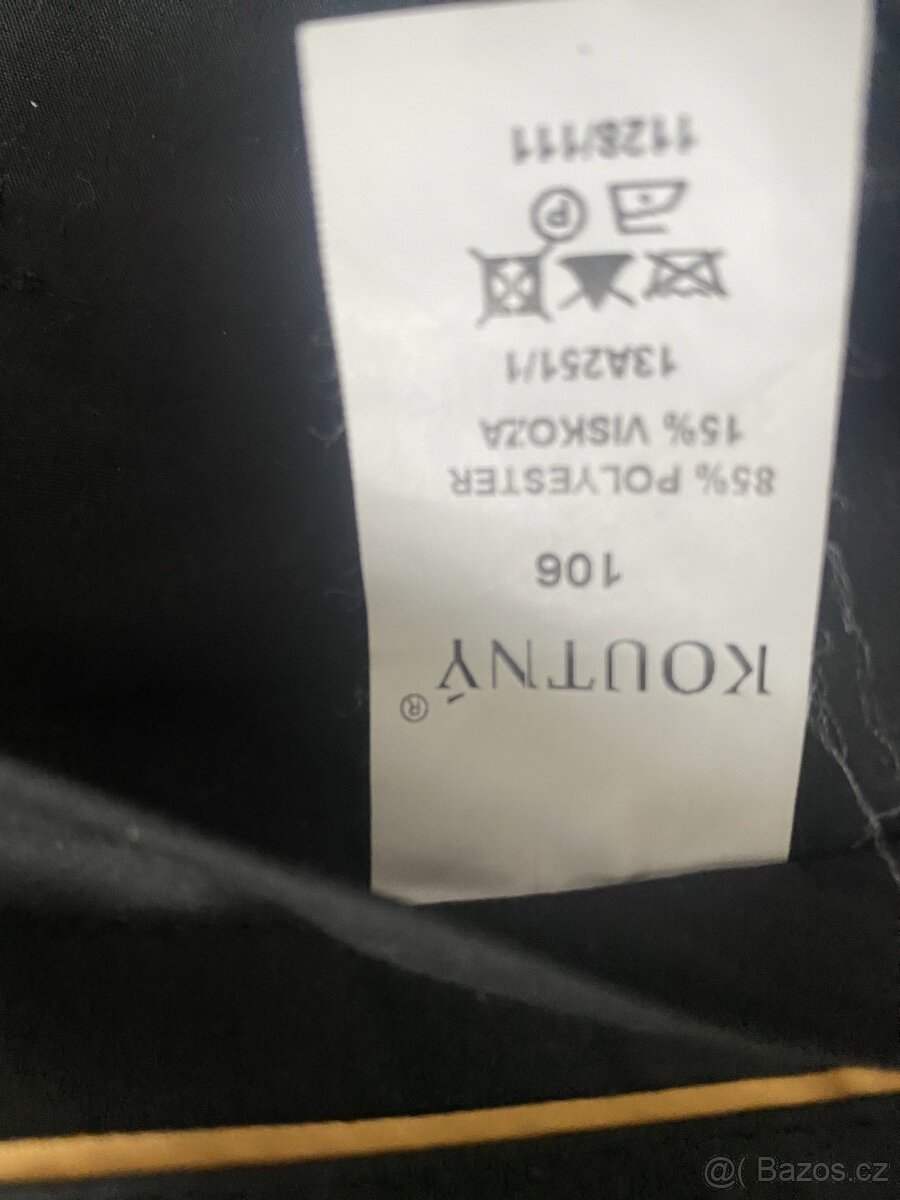 KOUTNÝ®
106
85% POLYESTER
15% VISKOZA
13A251/1
P
1128/111
@( Bazos.cz